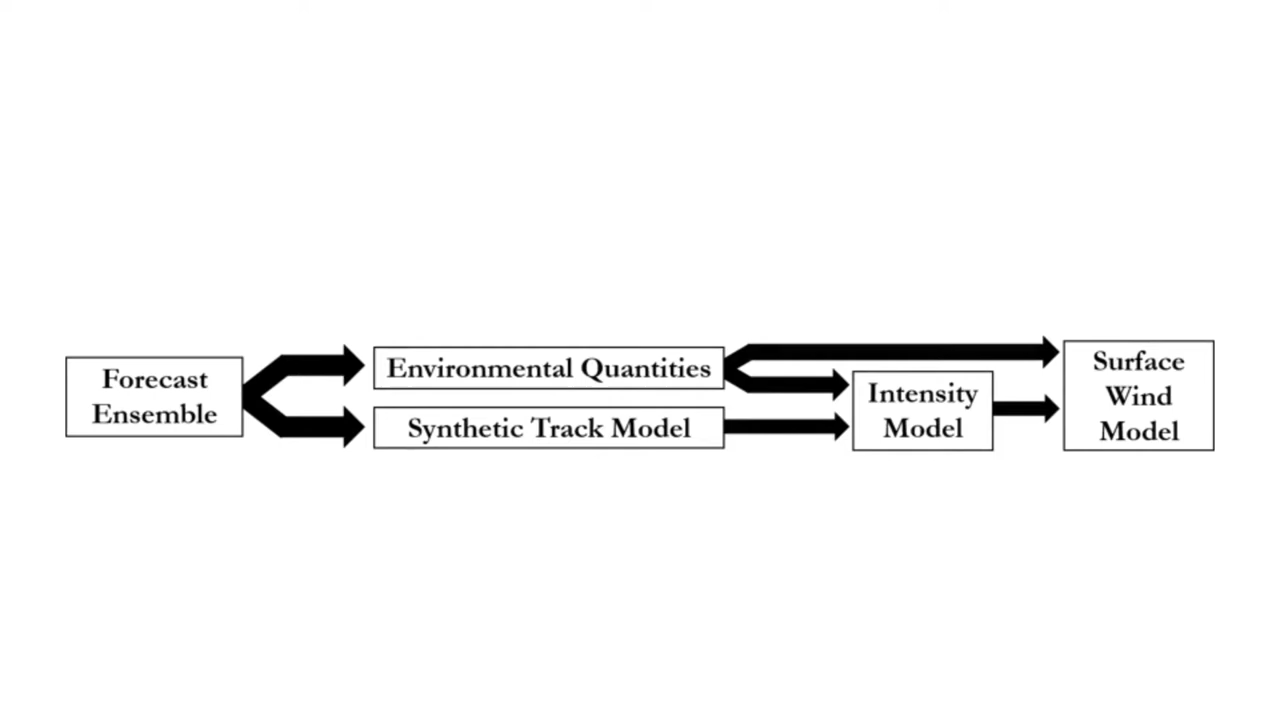 Forecast
Ensemble
Environmental Quantities
Synthetic Track Model
Intensity
Model
Surface
Wind
Model